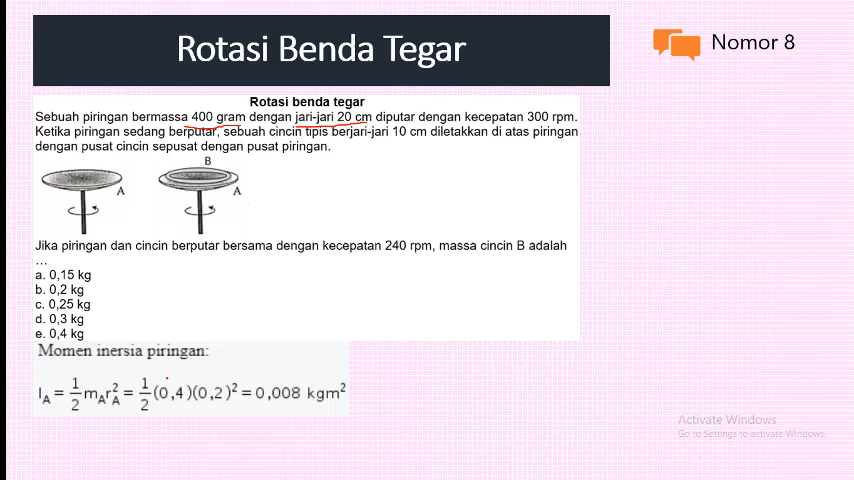 Rotasi Benda Tegar
Nomor 8
Rotasi benda tegar
Sebuah piringan bermassa 400 gram dengan jari-jari 20 cm diputar dengan kecepatan 300 rpm.
Ketika piringan sedang berputar, sebuah cincin tipis berjari-jari 10 cm diletakkan di atas piringan
dengan pusat cincin sepusat dengan pusat piringan.
B
A
A
Jika piringan dan cincin berputar bersama dengan kecepatan 240 rpm, massa cincin B adalah
…
a. 0,15 kg
b. 0,2 kg
c. 0,25 kg
d. 0,3 kg
e. 0,4 kg
Momen inersia piringan:
I_A = 1/2 m_A r_A^2 = 1/2 (0,4)(0,2)^2 = 0,008 kgm^2
Activate Windows
Go to Settings to activate Windows.